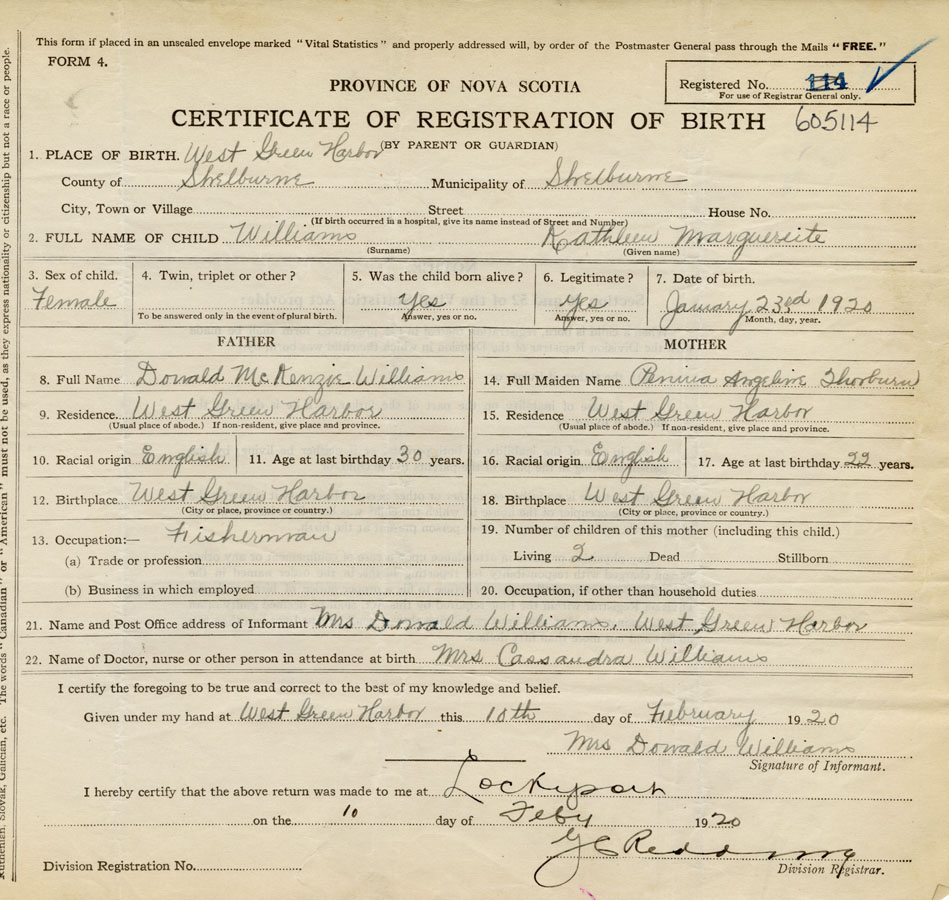 This form if placed in an unsealed envelope marked "Vital Statistics" and properly addressed will, by order of the Postmaster General pass through the Mails "FREE."
FORM 4.
PROVINCE OF NOVA SCOTIA
Registered No. 114
For use of Registrar General only.
CERTIFICATE OF REGISTRATION OF BIRTH 605114
(BY PARENT OR GUARDIAN)
1. PLACE OF BIRTH. West Green Harbor
County of Shelburne Municipality of Shelburne
City, Town or Village Street House No.
(If birth occurred in a hospital, give its name instead of Street and Number)
2. FULL NAME OF CHILD Williams Kathleen Marguerite
(Surname) (Given name)
3. Sex of child. 4. Twin, triplet or other? 5. Was the child born alive? 6. Legitimate? 7. Date of birth.
Female Yes Yes January 23rd 1920
To be answered only in the event of plural birth. Answer, yes or no. Answer, yes or no. Month, day, year.
FATHER MOTHER
8. Full Name Donald McKenzie Williams 14. Full Maiden Name Penina Angeline Thorburn
9. Residence. West Green Harbor 15. Residence West Green Harbor
(Usual place of abode.) If non-resident, give place and province. (Usual place of abode.) If non-resident, give place and province.
10. Racial origin English 11. Age at last birthday 30 years. 16. Racial origin English 17. Age at last birthday 22 years.
12. Birthplace West Green Harbor 18. Birthplace West Green Harbor
(City or place, province or country.) (City or place, province or country.)
13. Occupation:— Fisherman 19. Number of children of this mother (including this child.)
(a) Trade or profession Living 2 Dead Stillborn
(b) Business in which employed 20. Occupation, if other than household duties
21. Name and Post Office address of Informant Mrs Donald Williams. West Green Harbor
22. Name of Doctor, nurse or other person in attendance at birth Mrs Cassandra Williams
I certify the foregoing to be true and correct to the best of my knowledge and belief.
Given under my hand at West Green Harbor this 10th day of February 1920
Mrs Donald Williams
Signature of Informant.
I hereby certify that the above return was made to me at Lockeport
on the 10 day of Feby 1920
Division Registration No. Division Registrar.
Ruthenian, Slovak, Galician, etc. The words "Canadian" or "American" must not be used, as they express nationality or citizenship but not a race or people.